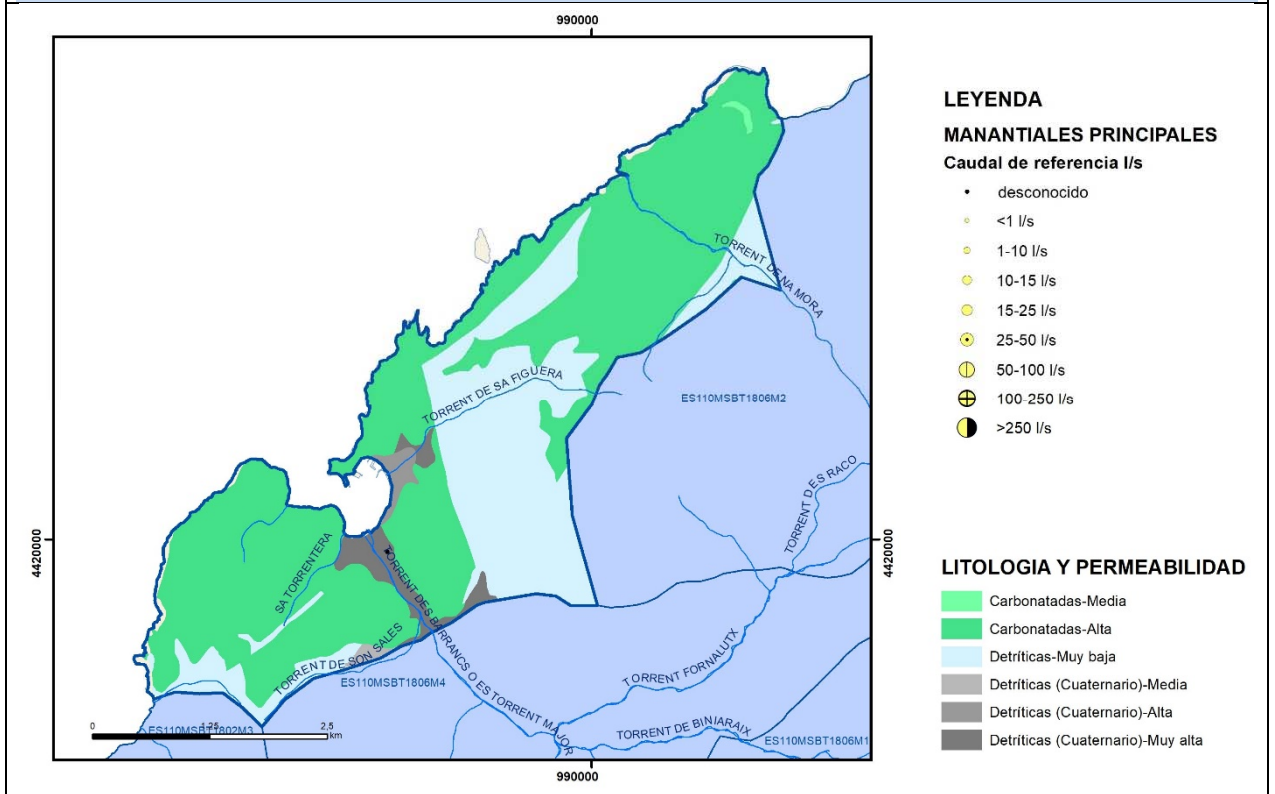 990000
LEYENDA
MANANTIALES PRINCIPALES
Caudal de referencia l/s
desconocido
<1 l/s
1-10 l/s
10-15 l/s
15-25 l/s
25-50 l/s
50-100 l/s
100-250 l/s
>250 l/s
TORRENT DE NA MORA
TORRENT DE SA FIGUERA
ES110MSBT1806M2
TORRENT DES RACO
4420000
4420000
SA TORRENTERA
TORRENT DES BARRANCS O ES TORRENT MAJOR
TORRENT DE SON SALES
ES110MSBT1806M4
TORRENT FORNALUTX
TORRENT DE BINIARAIX
ES110MSBT1802M3
ES110MSBT1806M1
0 1,25 2,5
km
990000
LITOLOGIA Y PERMEABILIDAD
Carbonatadas-Media
Carbonatadas-Alta
Detríticas-Muy baja
Detríticas (Cuaternario)-Media
Detríticas (Cuaternario)-Alta
Detríticas (Cuaternario)-Muy alta